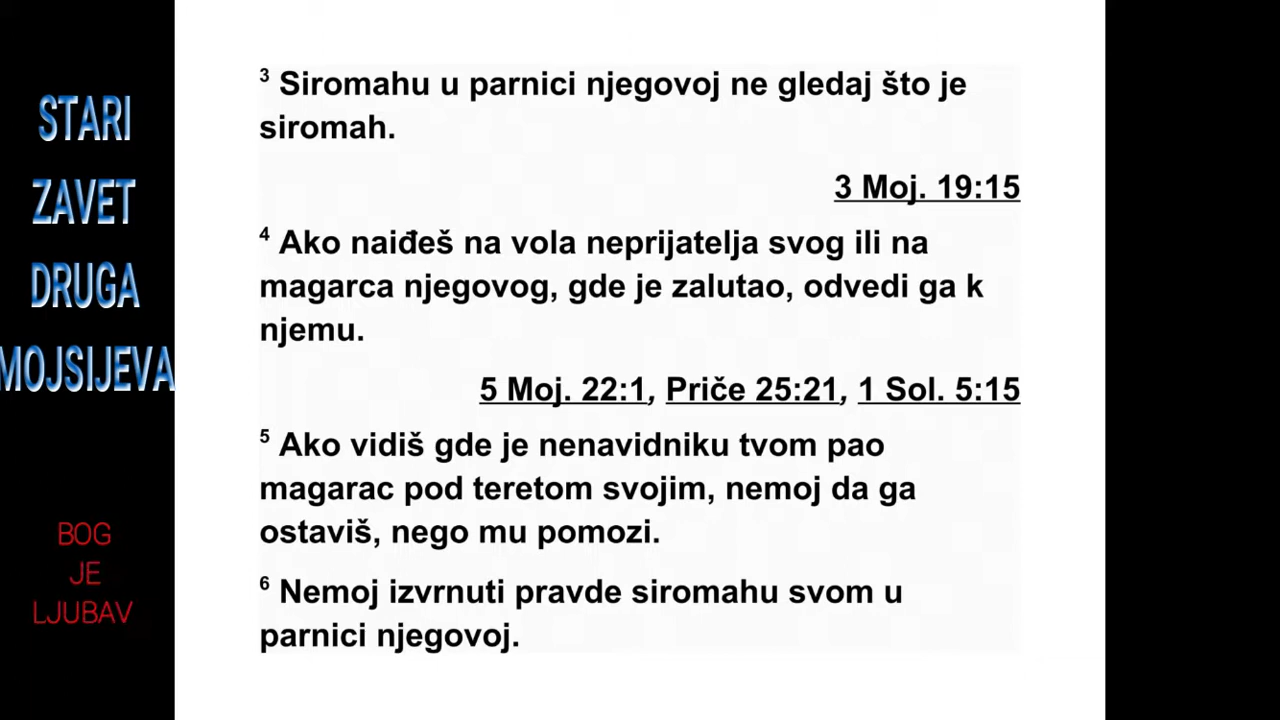 STARI
ZAVET
DRUGA
MOJSIJEVA
BOG
JE
LJUBAV
3 Siromahu u parnici njegovoj ne gledaj što je
siromah.
3 Moj. 19:15
4 Ako naiđeš na vola neprijatelja svog ili na
magarca njegovog, gde je zalutao, odvedi ga k
njemu.
5 Moj. 22:1, Priče 25:21, 1 Sol. 5:15
5 Ako vidiš gde je nenavidniku tvom pao
magarac pod teretom svojim, nemoj da ga
ostaviš, nego mu pomozi.
6 Nemoj izvrnuti pravde siromahu svom u
parnici njegovoj.